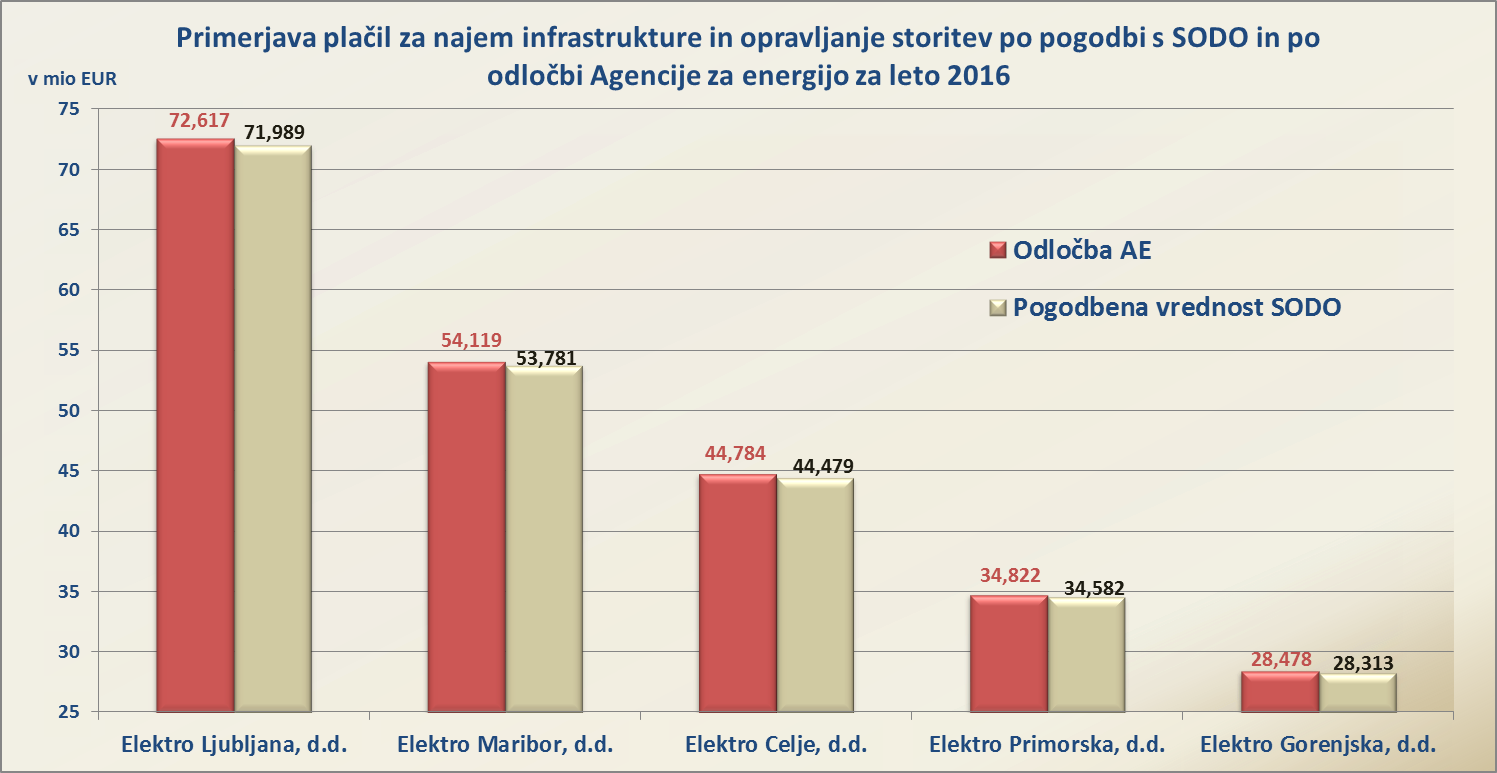 Primerjava plačil za najem infrastrukture in opravljanje storitev po pogodbi s SODO in po
odločbi Agencije za energijo za leto 2016
v mio EUR
75
70
65
60
55
50
45
40
35
30
25
72,617
71,989
54,119
53,781
44,784
44,479
34,822
34,582
28,478
28,313
Odločba AE
Pogodbena vrednost SODO
Elektro Ljubljana, d.d.
Elektro Maribor, d.d.
Elektro Celje, d.d.
Elektro Primorska, d.d.
Elektro Gorenjska, d.d.